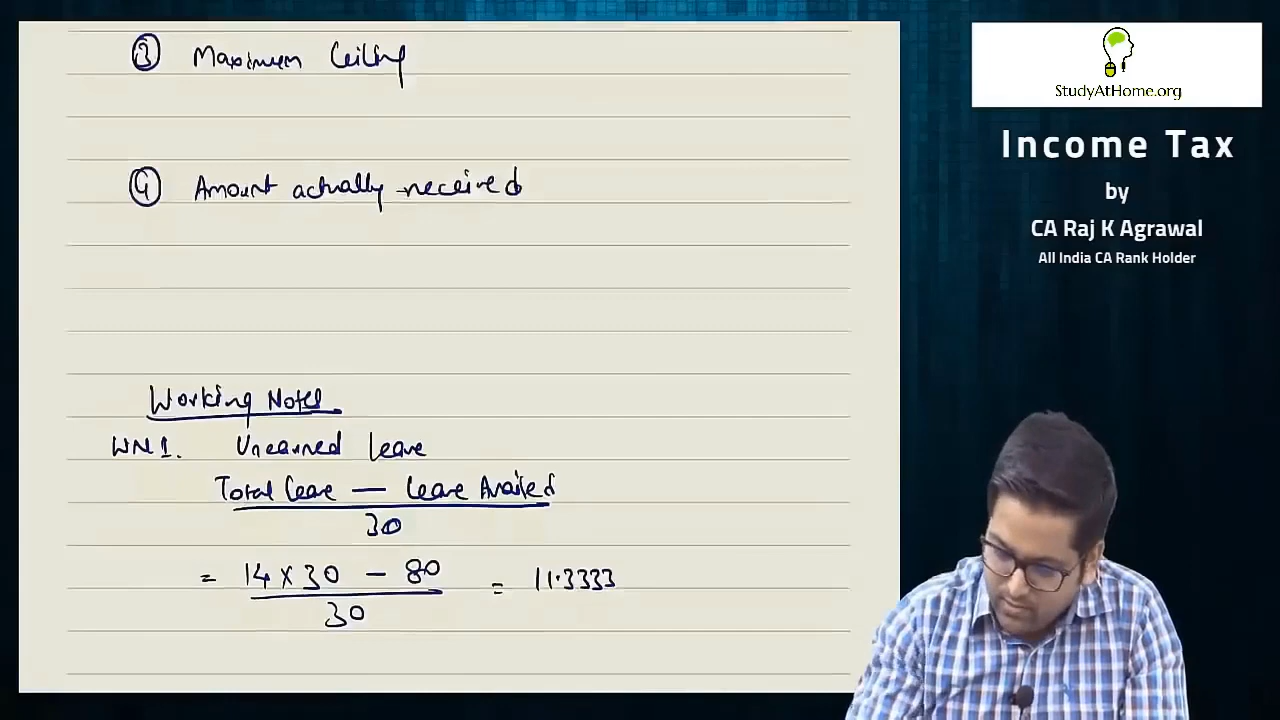 ③ Maximum Ceiling
④ Amount actually received
Working Notes
WN1. Unearned Leave
Total Leave — Leave Availed
30
= 14 × 30 – 80 = 11.3333
30
StudyAtHome.org
Income Tax
by
CA Raj K Agrawal
All India CA Rank Holder